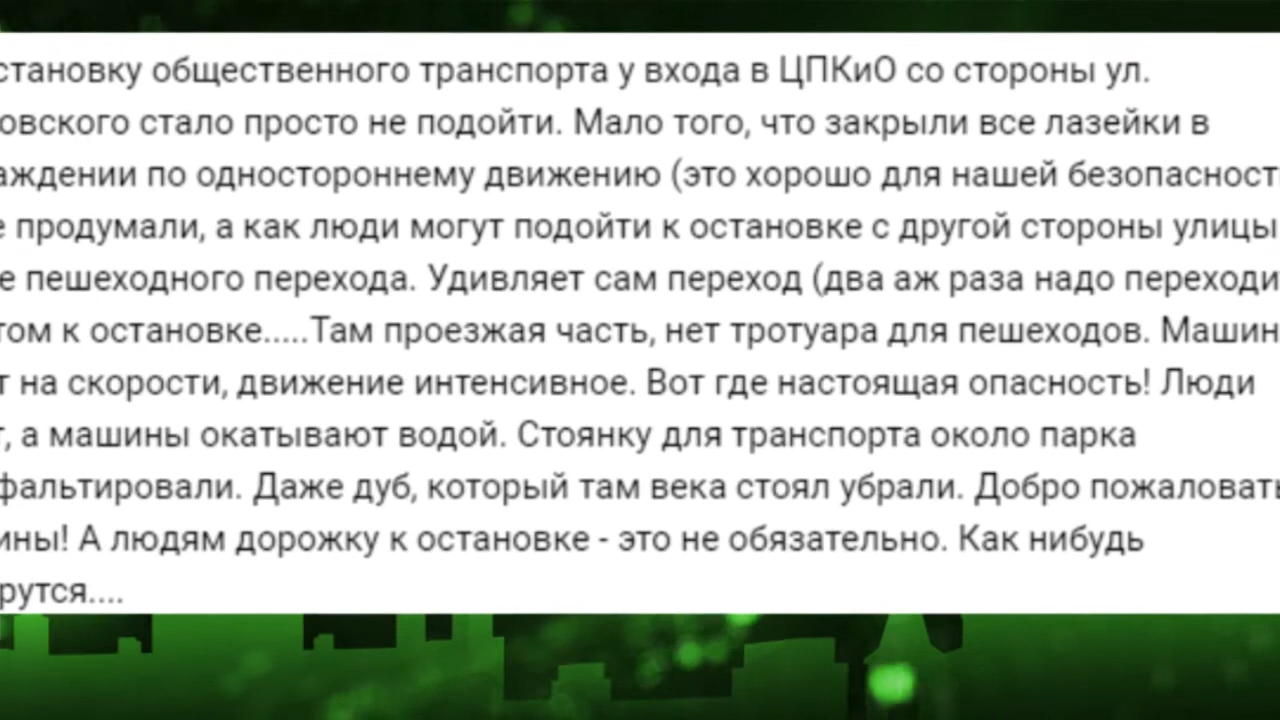 становку общественного транспорта у входа в ЦПКиО со стороны ул.
овского стало просто не подойти. Мало того, что закрыли все лазейки в
аждении по одностороннему движению (это хорошо для нашей безопасност
е продумали, а как люди могут подойти к остановке с другой стороны улицы
е пешеходного перехода. Удивляет сам переход (два аж раза надо переходи
том к остановке.....Там проезжая часть, нет тротуара для пешеходов. Машин
т на скорости, движение интенсивное. Вот где настоящая опасность! Люди
т, а машины окатывают водой. Стоянку для транспорта около парка
фальтировали. Даже дуб, который там века стоял убрали. Добро пожаловать
ины! А людям дорожку к остановке - это не обязательно. Как нибудь
рутся....